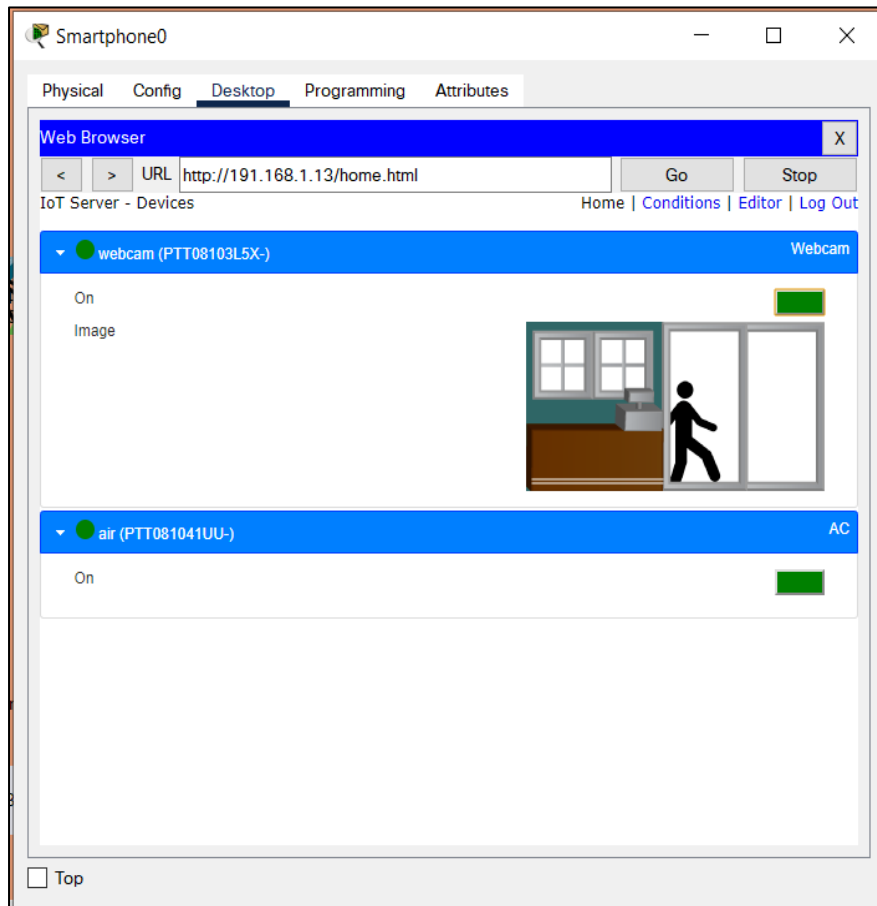 Smartphone0
Physical Config Desktop Programming Attributes
Web Browser X
< > URL http://191.168.1.13/home.html Go Stop
IoT Server - Devices Home | Conditions | Editor | Log Out
webcam (PTT08103L5X-) Webcam
On
Image
air (PTT081041UU-) AC
On
Top